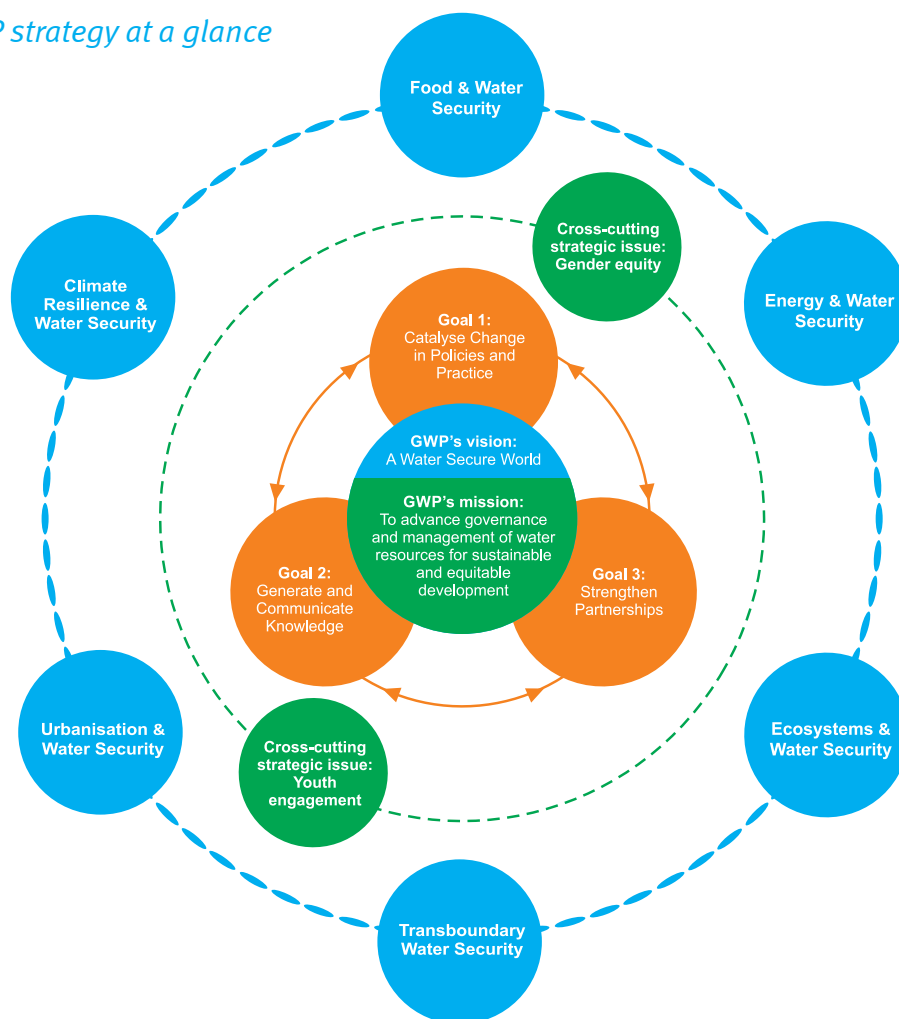 P strategy at a glance
Food & Water
Security
Cross-cutting
strategic issue:
Gender equity
Climate
Resilience &
Water Security
Energy & Water
Security
Goal 1:
Catalyse Change
in Policies and
Practice
GWP's vision:
A Water Secure World
GWP's mission:
To advance governance
and management of water
resources for sustainable
and equitable
development
Goal 2:
Generate and
Communicate
Knowledge
Goal 3:
Strengthen
Partnerships
Urbanisation &
Water Security
Cross-cutting
strategic issue:
Youth
engagement
Ecosystems &
Water Security
Transboundary
Water Security